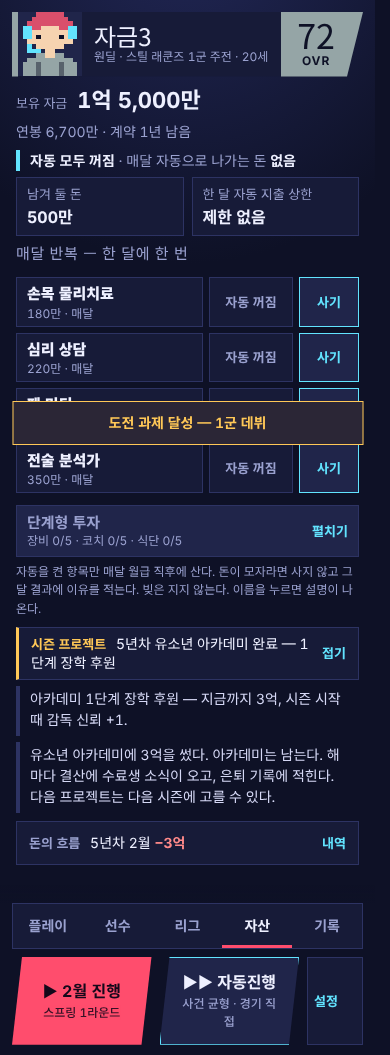 자금3
원딜 · 스틸 래쿤즈 1군 주전 · 20세
72
OVR
보유 자금 1억 5,000만
연봉 6,700만 · 계약 1년 남음
자동 모두 꺼짐 · 매달 자동으로 나가는 돈 없음
남겨 둘 돈
500만
한 달 자동 지출 상한
제한 없음
매달 반복 — 한 달에 한 번
손목 물리치료
180만 · 매달
자동 꺼짐
사기
심리 상담
220만 · 매달
자동 꺼짐
사기
도전 과제 달성 — 1군 데뷔
전술 분석가
350만 · 매달
자동 꺼짐
사기
단계형 투자
장비 0/5 · 코치 0/5 · 식단 0/5
펼치기
자동을 켠 항목만 매달 월급 직후에 산다. 돈이 모자라면 사지 않고 그
달 결과에 이유를 적는다. 빚은 지지 않는다. 이름을 누르면 설명이 나
온다.
시즌 프로젝트 5년차 유소년 아카데미 완료 — 1
단계 장학 후원
접기
아카데미 1단계 장학 후원 — 지금까지 3억, 시즌 시작
때 감독 신뢰 +1.
유소년 아카데미에 3억을 썼다. 아카데미는 남는다. 해
마다 결산에 수료생 소식이 오고, 은퇴 기록에 적힌다.
다음 프로젝트는 다음 시즌에 고를 수 있다.
돈의 흐름 5년차 2월 −3억
내역
플레이
선수
리그
자산
기록
▶ 2월 진행
스프링 1라운드
▶▶ 자동진행
사건 균형 · 경기 직
접
설정